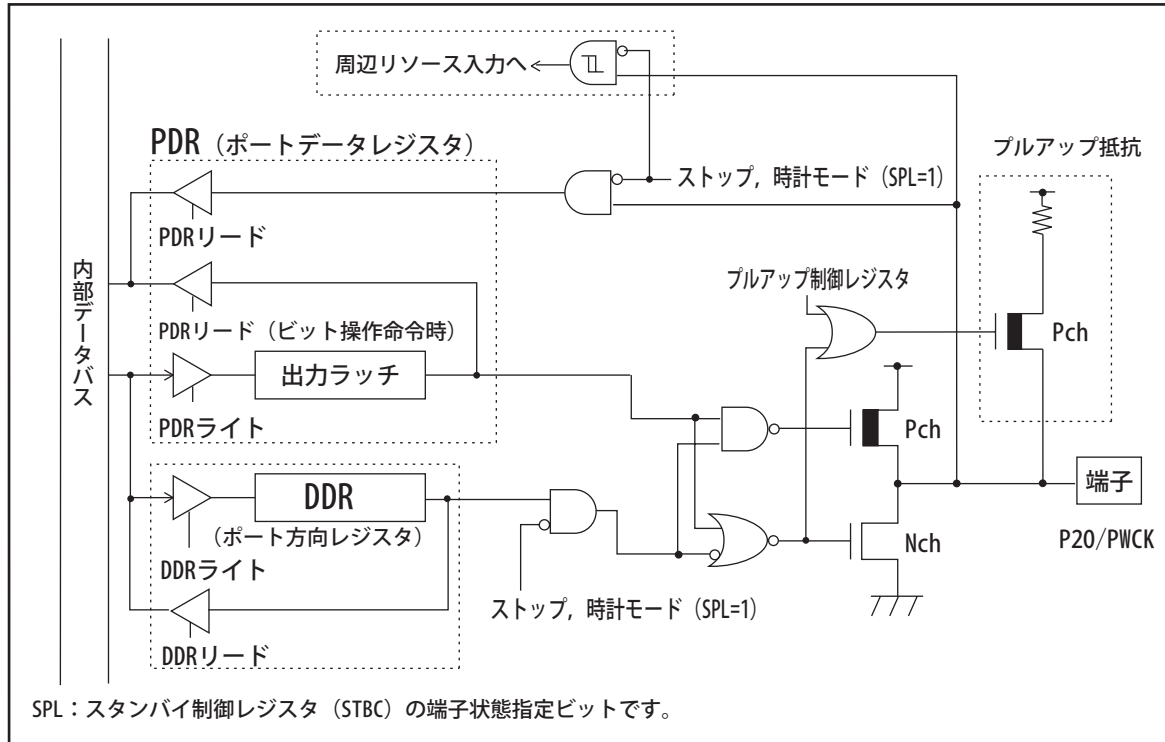 周辺リソース入力へ
PDR（ポートデータレジスタ）
プルアップ抵抗
ストップ，時計モード（SPL=1）
PDRリード
内部データバス
プルアップ制御レジスタ
PDRリード（ビット操作命令時）
Pch
出力ラッチ
PDRライト
Pch
DDR
端子
（ポート方向レジスタ）
Nch
P20/PWCK
DDRライト
ストップ，時計モード（SPL=1）
DDRリード
SPL：スタンバイ制御レジスタ（STBC）の端子状態指定ビットです。